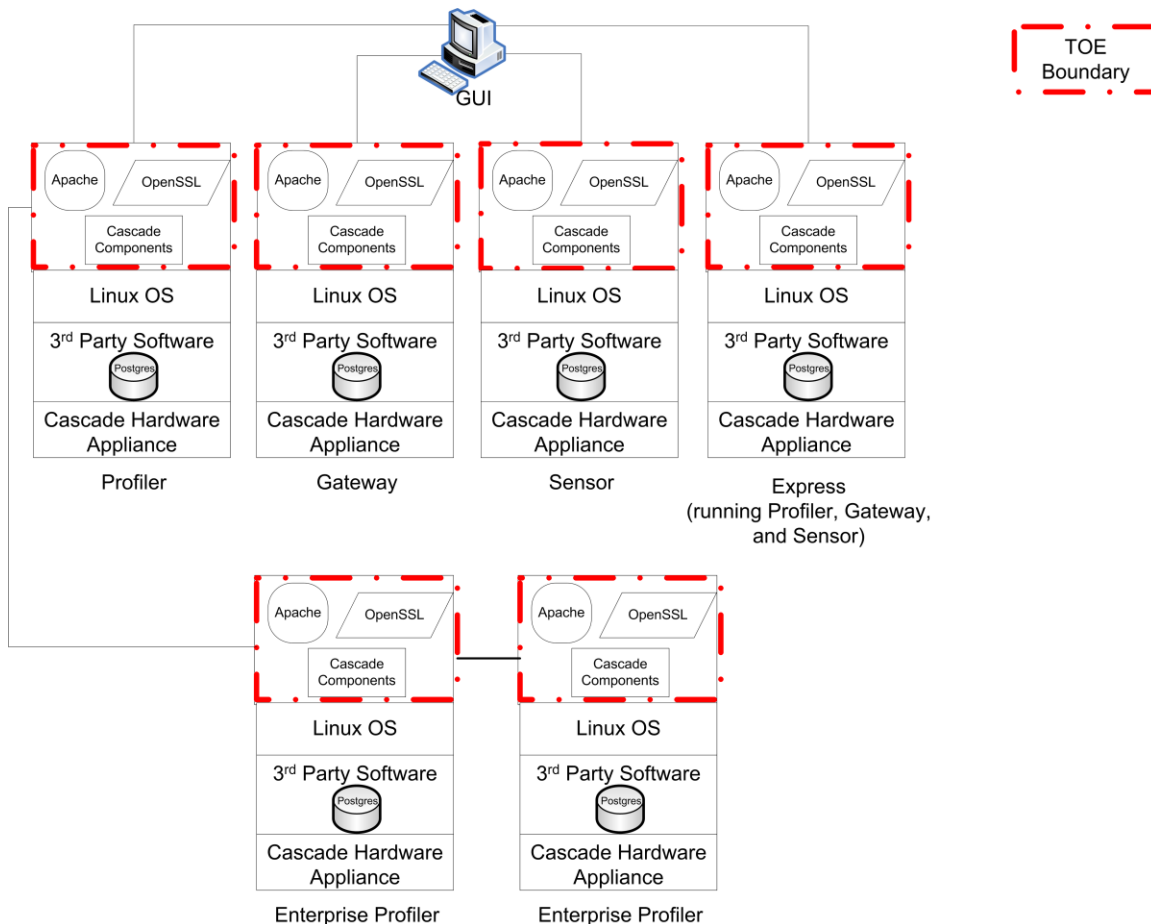 GUI
TOE
Boundary
Apache
OpenSSL
Cascade
Components
Linux OS
3rd Party Software
Postgres
Cascade Hardware
Appliance
Profiler
Apache
OpenSSL
Cascade
Components
Linux OS
3rd Party Software
Postgres
Cascade Hardware
Appliance
Gateway
Apache
OpenSSL
Cascade
Components
Linux OS
3rd Party Software
Postgres
Cascade Hardware
Appliance
Sensor
Apache
OpenSSL
Cascade
Components
Linux OS
3rd Party Software
Postgres
Cascade Hardware
Appliance
Express
(running Profiler, Gateway,
and Sensor)
Apache
OpenSSL
Cascade
Components
Linux OS
3rd Party Software
Postgres
Cascade Hardware
Appliance
Enterprise Profiler
Apache
OpenSSL
Cascade
Components
Linux OS
3rd Party Software
Postgres
Cascade Hardware
Appliance
Enterprise Profiler